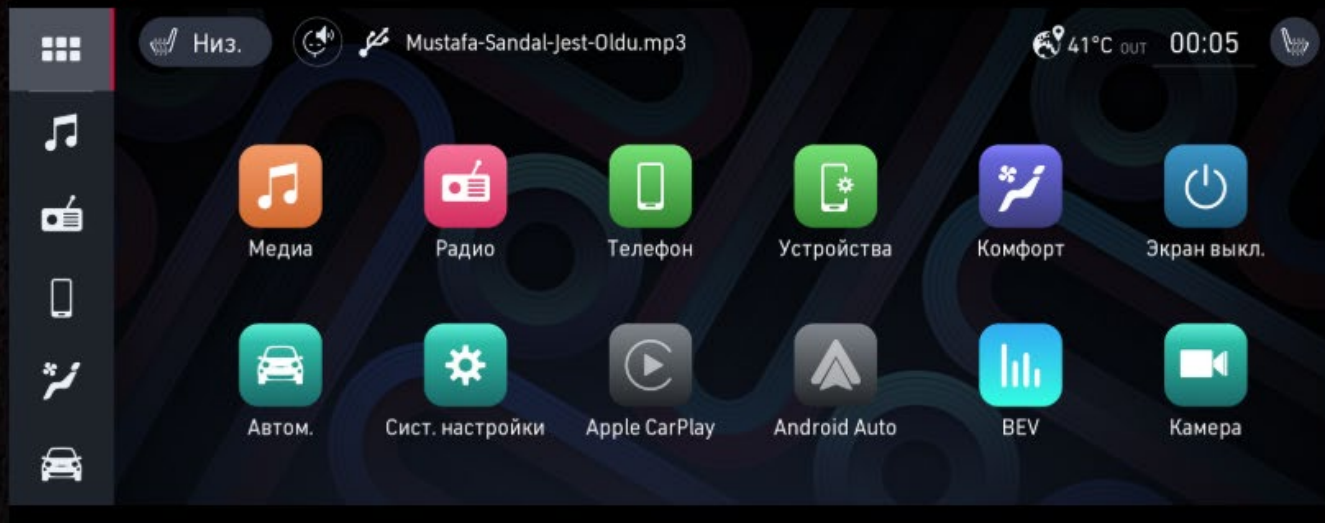 Низ.
Mustafa-Sandal-Jest-Oldu.mp3
41°C OUT 00:05
Медиа
Радио
Телефон
Устройства
Комфорт
Экран выкл.
Автом.
Сист. настройки
Apple CarPlay
Android Auto
BEV
Камера